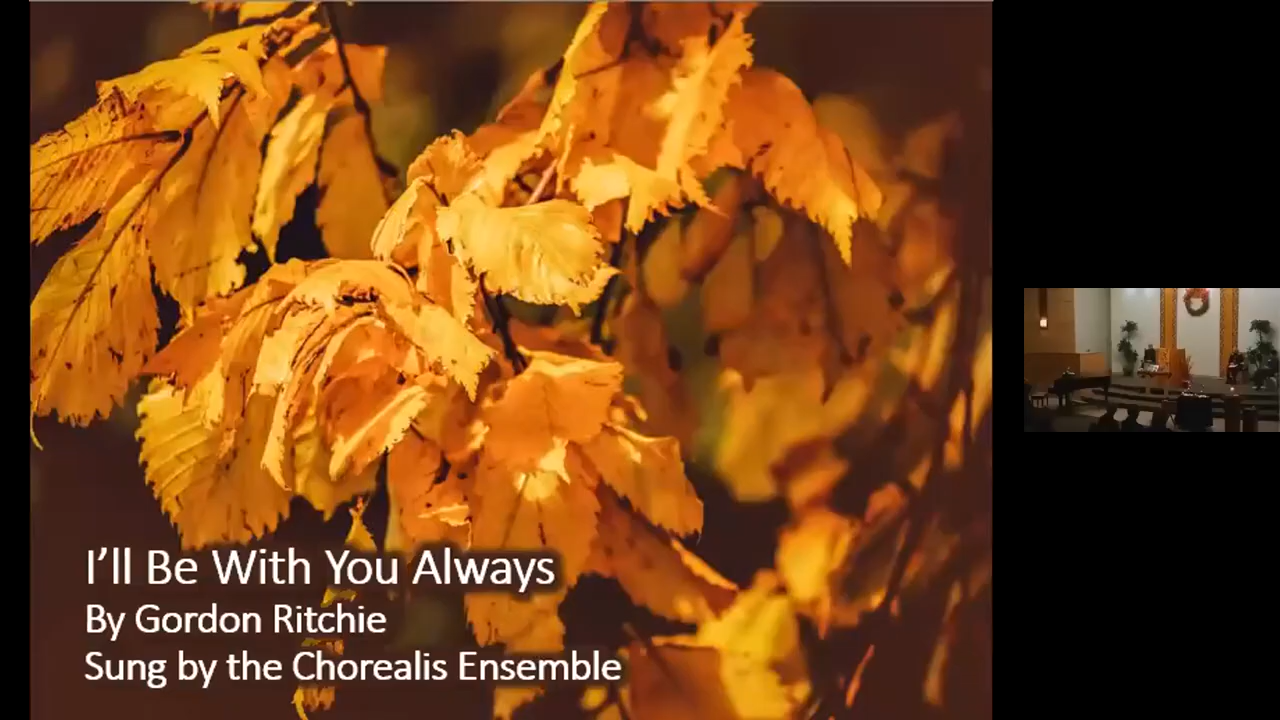 I'll Be With You Always
By Gordon Ritchie
Sung by the Chorealis Ensemble